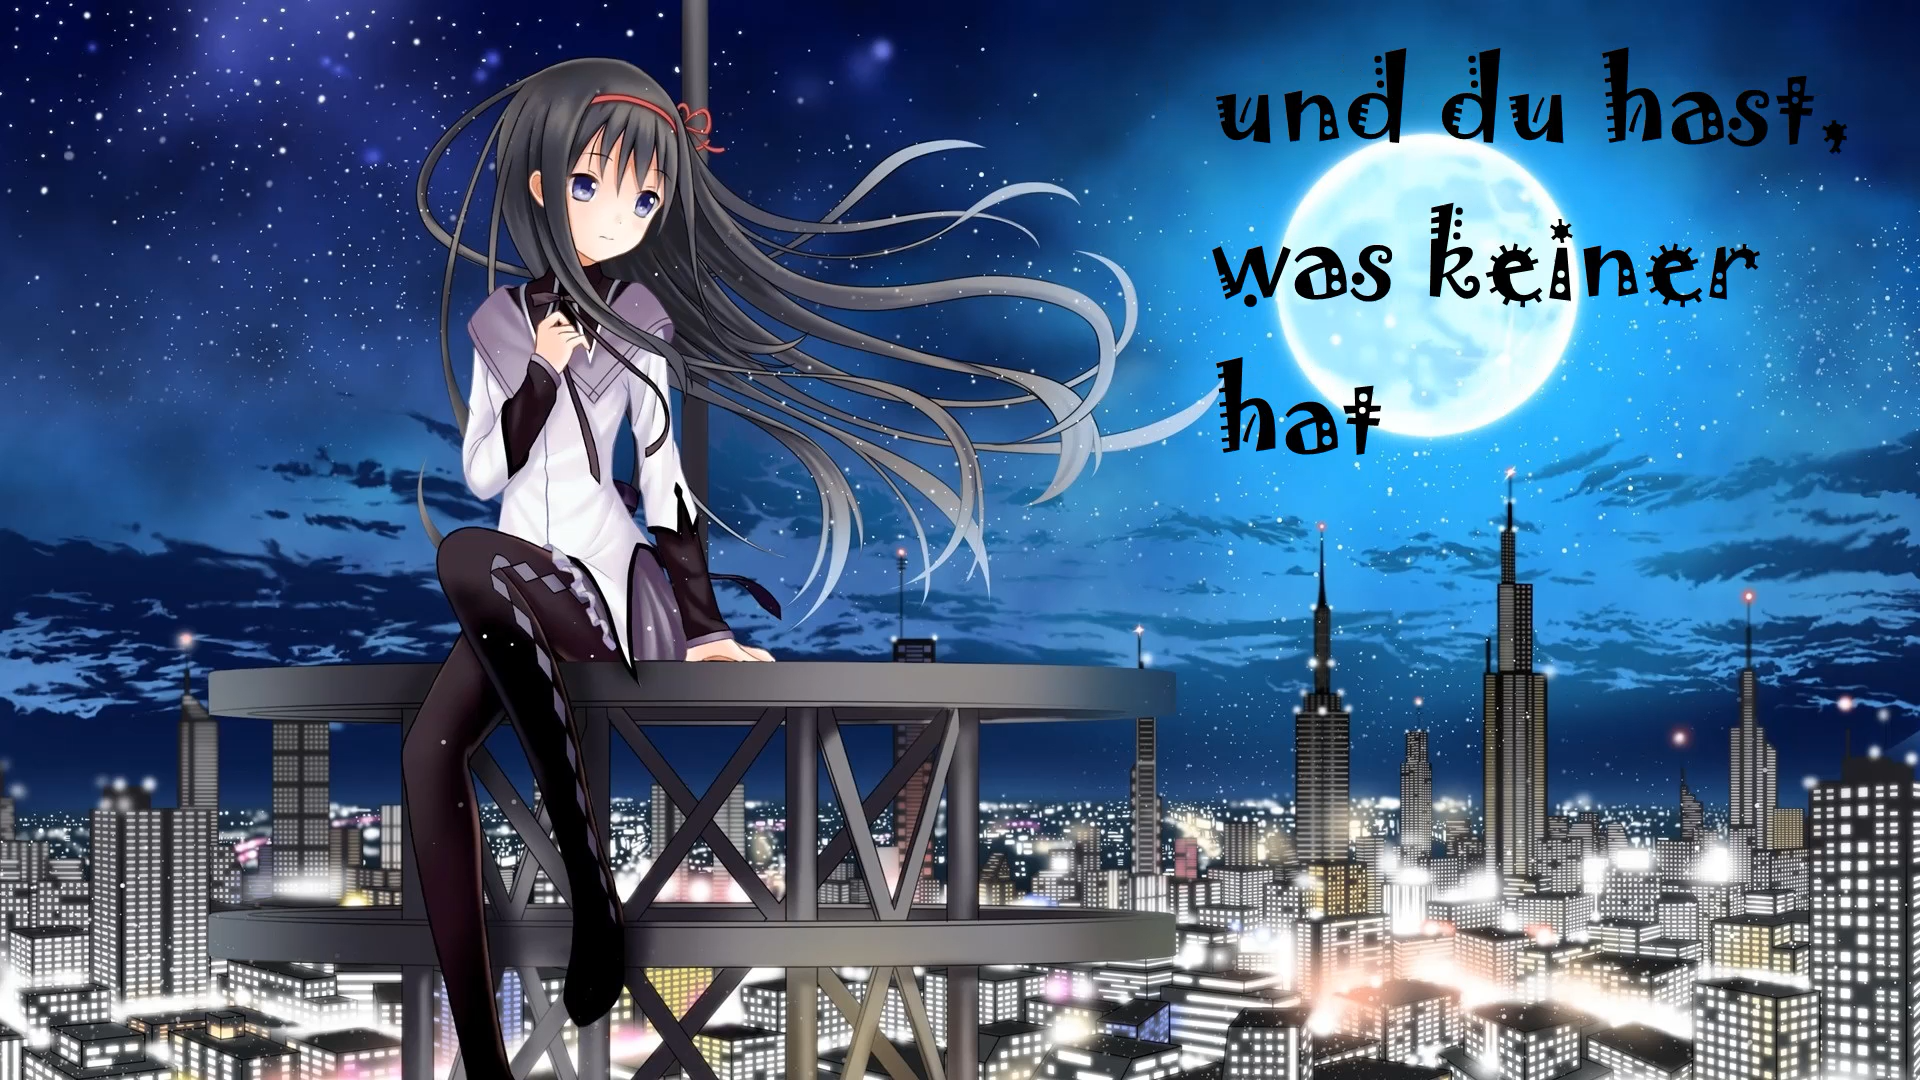 und du hast,
was keiner
hat